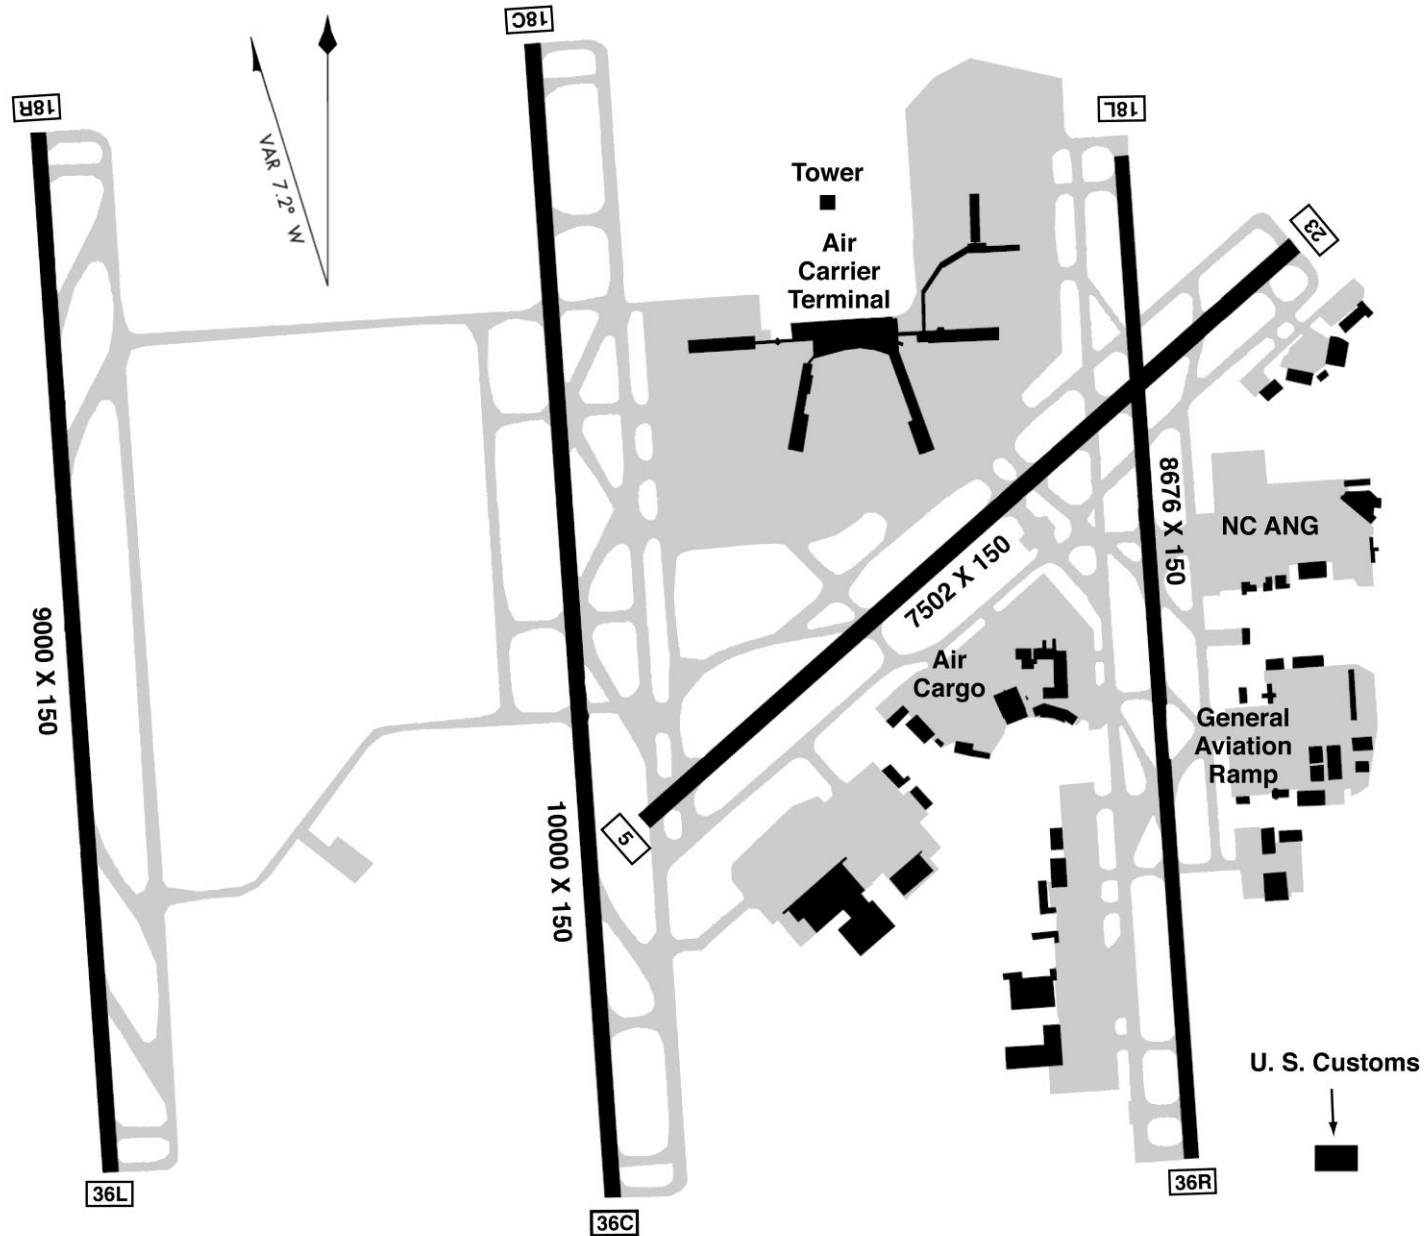 18C
18R
18L
VAR 7.2° W
Tower
23
Air
Carrier
Terminal
8676 X 150
NC ANG
7502 X 150
9000 X 150
Air
Cargo
General
Aviation
Ramp
10000 X 150
5
U. S. Customs
36L
36C
36R